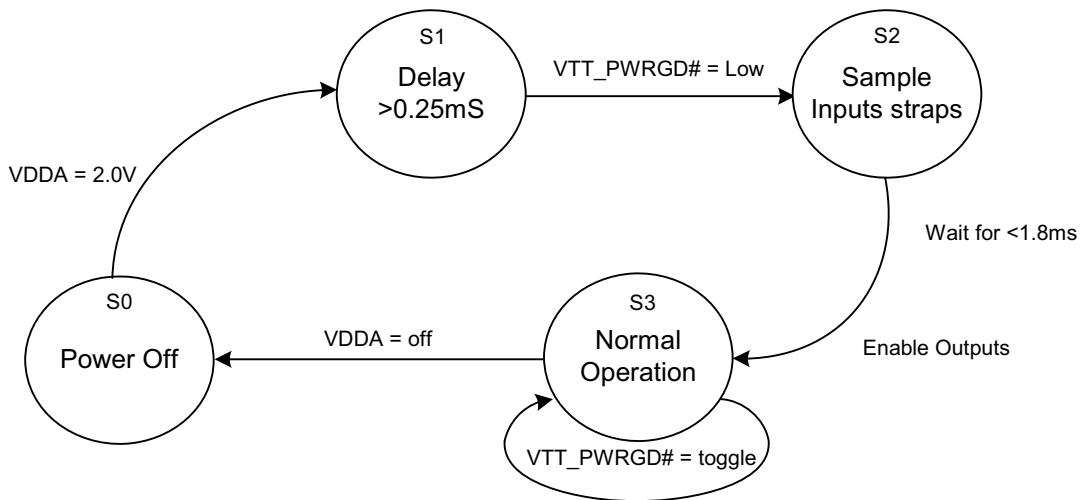 S1
Delay
>0.25mS
VTT_PWRGD# = Low
S2
Sample
Inputs straps
VDDA = 2.0V
Wait for <1.8ms
S0
Power Off
VDDA = off
S3
Normal
Operation
Enable Outputs
VTT_PWRGD# = toggle